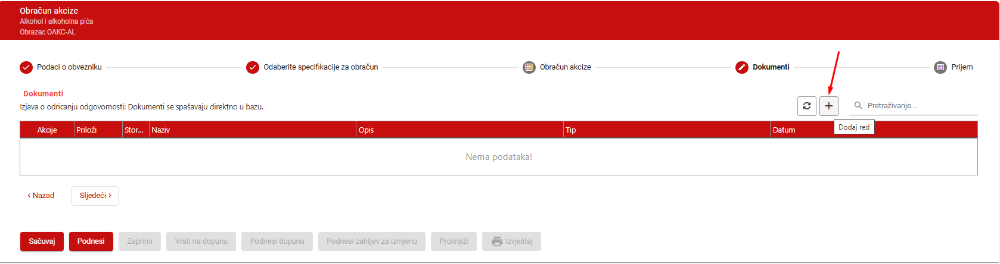 Obračun akcize
Alkohol i alkoholna pića
Obrazac OAKC-AL
Podaci o obvezniku
Odaberite specifikacije za obračun
Obračun akcize
Dokumenti
Prijem
Dokumenti
Izjava o odricanju odgovornosti: Dokumenti se spašavaju direktno u bazu.
Pretraživanje...
Dodaj red
Akcije Priloži Stor... Naziv Opis Tip Datum
Nema podataka!
< Nazad
Sljedeći >
Sačuvaj
Podnesi
Zaprimi
Vrati na dopunu
Podnesi dopunu
Podnesi zahtjev za izmjenu
Proknjiži
Izvještaj